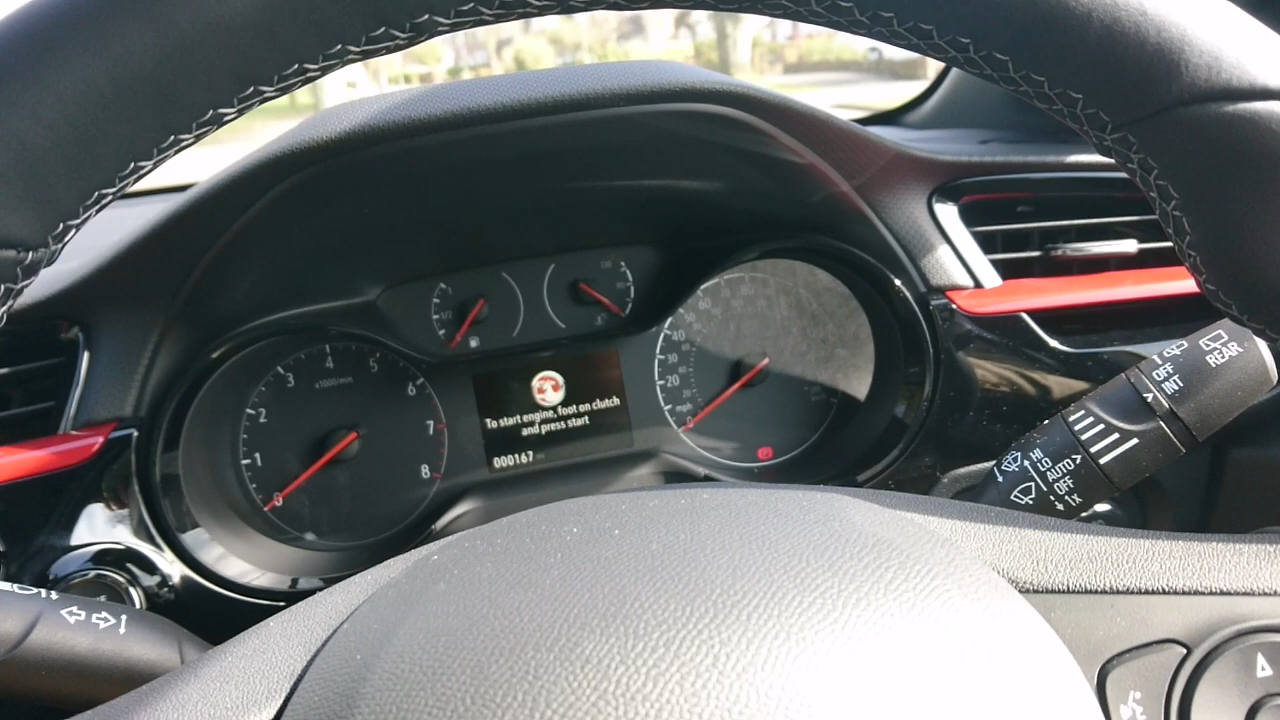 0
1
2
3
4
5
6
7
8
x1000/min
1/2
To start engine, foot on clutch
and press start
000167
mph
20
30
40
50
60
OFF
INT
REAR
HI
LO
AUTO
OFF
1x